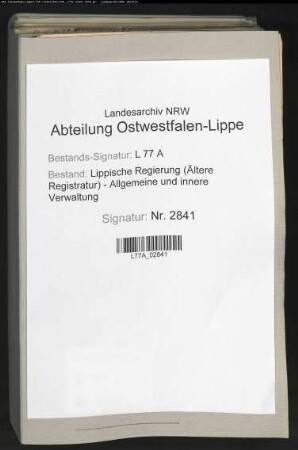 Landesarchiv NRW
Abteilung Ostwestfalen-Lippe
Bestands-Signatur: L 77 A
Bestand: Lippische Regierung (Ältere
Registratur) - Allgemeine und innere
Verwaltung
Signatur: Nr. 2841
L77A_02841